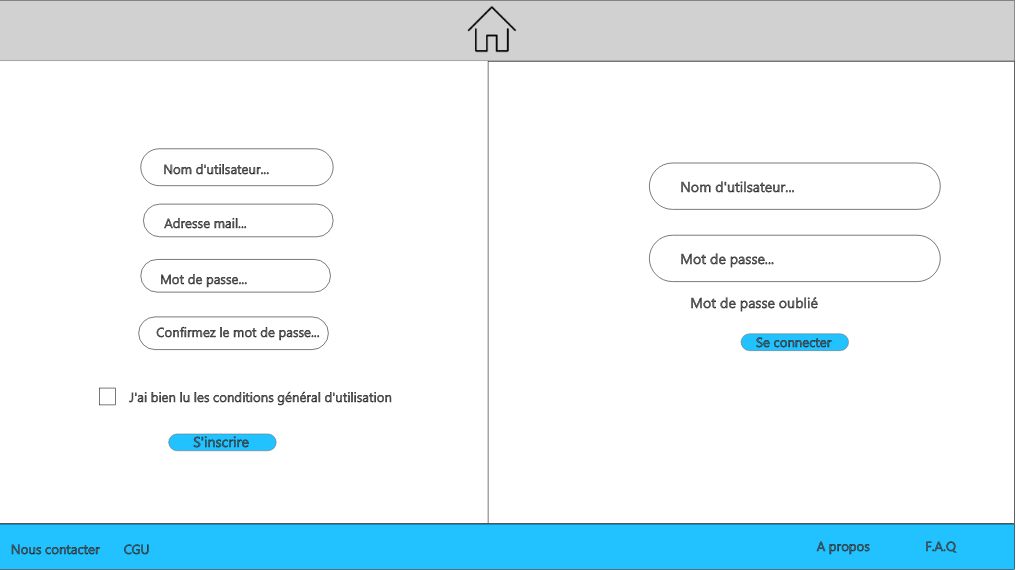 Nom d'utilsateur...
Adresse mail...
Mot de passe...
Confirmez le mot de passe...
J'ai bien lu les conditions général d'utilisation
S'inscrire
Nom d'utilsateur...
Mot de passe...
Mot de passe oublié
Se connecter
Nous contacter CGU A propos F.A.Q